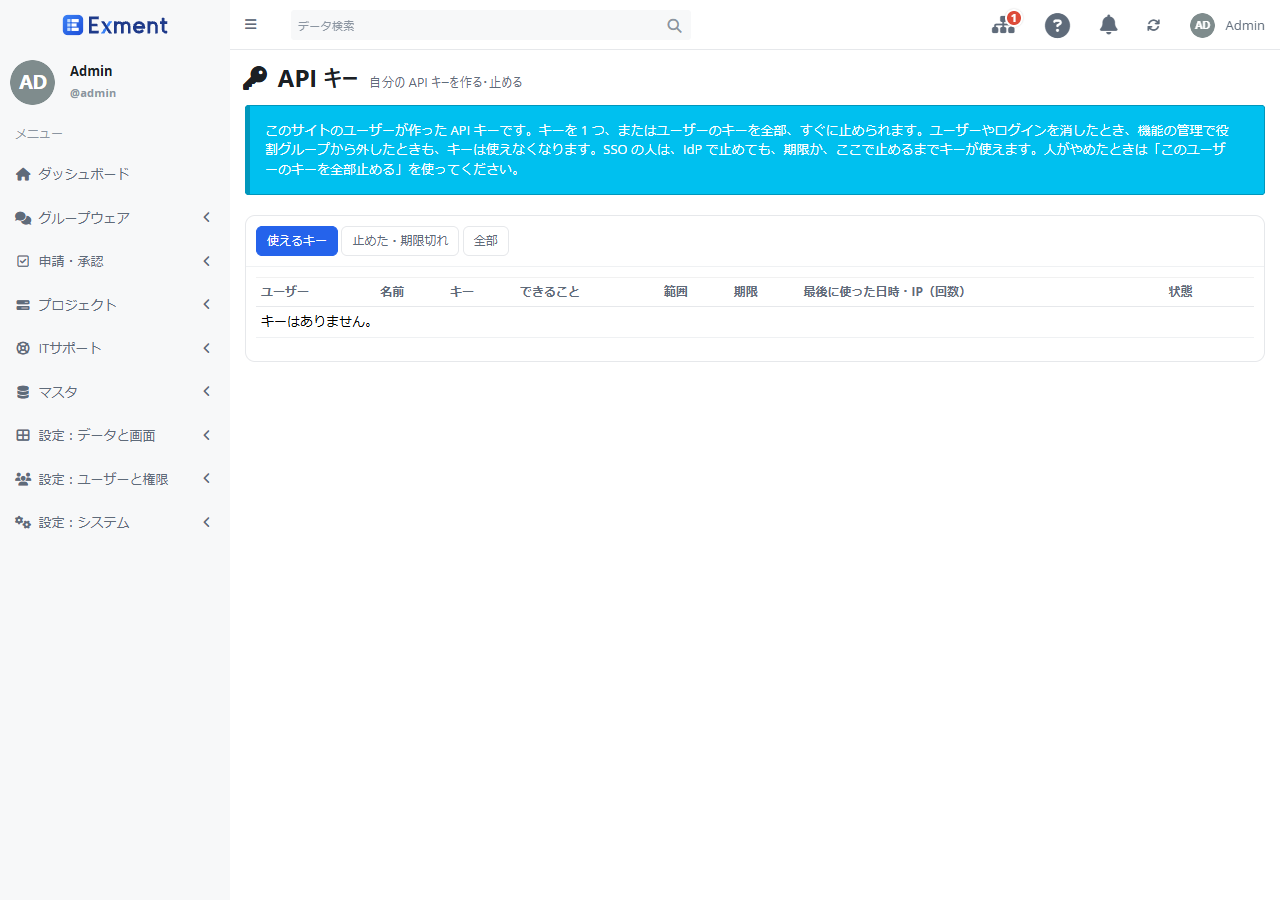 Exment
データ検索
1
?
AD
Admin
AD
Admin
@admin
メニュー
ダッシュボード
グループウェア
申請・承認
プロジェクト
ITサポート
マスタ
設定：データと画面
設定：ユーザーと権限
設定：システム
API キー
自分の API キーを作る・止める
このサイトのユーザーが作った API キーです。キーを 1 つ、またはユーザーのキーを全部、すぐに止められます。ユーザーやログインを消したとき、機能の管理で役
割グループから外したときも、キーは使えなくなります。SSO の人は、IdP で止めても、期限か、ここで止めるまでキーが使えます。人がやめたときは「このユーザ
ーのキーを全部止める」を使ってください。
使えるキー
止めた・期限切れ
全部
ユーザー 名前 キー できること 範囲 期限 最後に使った日時・IP（回数） 状態
キーはありません。